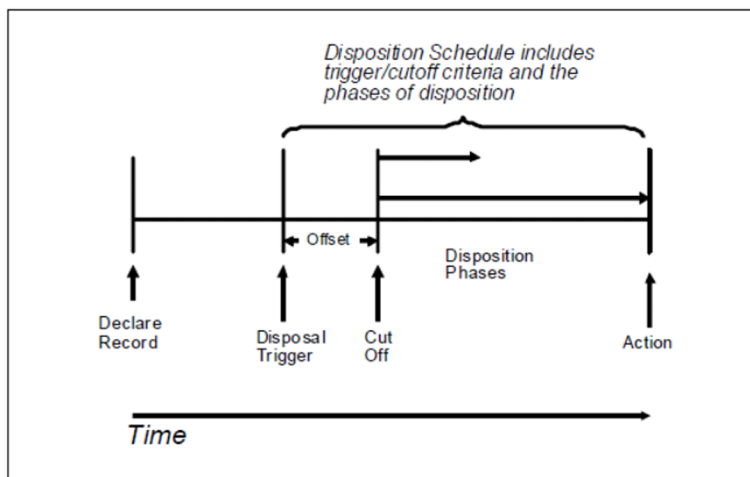 Disposition Schedule includes
trigger/cutoff criteria and the
phases of disposition
Offset
Disposition
Phases
Declare
Record
Disposal
Trigger
Cut
Off
Action
Time